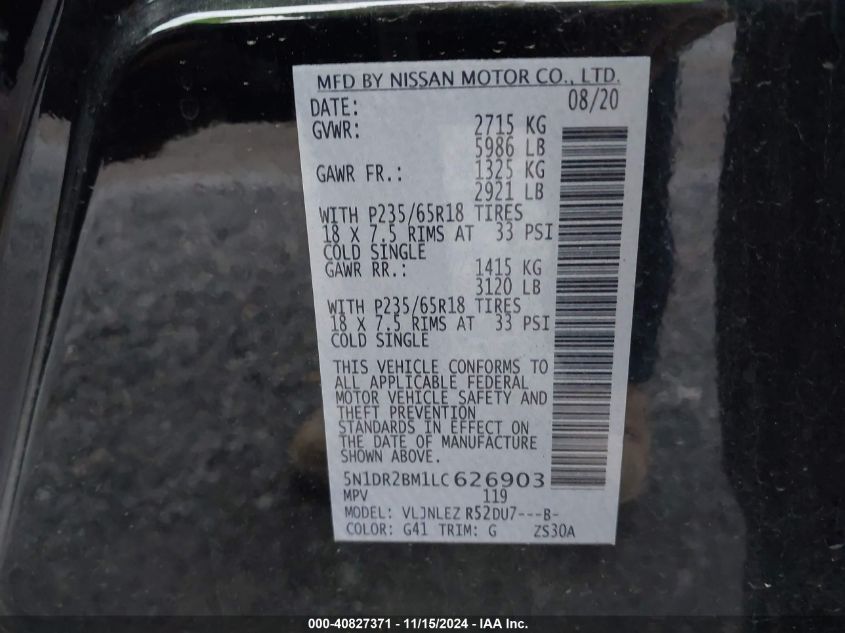 MFD BY NISSAN MOTOR CO., LTD.
DATE: 08/20
GVWR: 2715 KG
5986 LB
GAWR FR.: 1325 KG
2921 LB
WITH P235/65R18 TIRES
18 X 7.5 RIMS AT 33 PSI
COLD SINGLE
GAWR RR.: 1415 KG
3120 LB
WITH P235/65R18 TIRES
18 X 7.5 RIMS AT 33 PSI
COLD SINGLE
THIS VEHICLE CONFORMS TO
ALL APPLICABLE FEDERAL
MOTOR VEHICLE SAFETY AND
THEFT PREVENTION
STANDARDS IN EFFECT ON
THE DATE OF MANUFACTURE
SHOWN ABOVE.
5N1DR2BM1LC626903
MPV 119
MODEL: VLJNLEZ R52DU7---B-
COLOR: G41 TRIM: G ZS30A
000-40827371 - 11/15/2024 - IAA Inc.